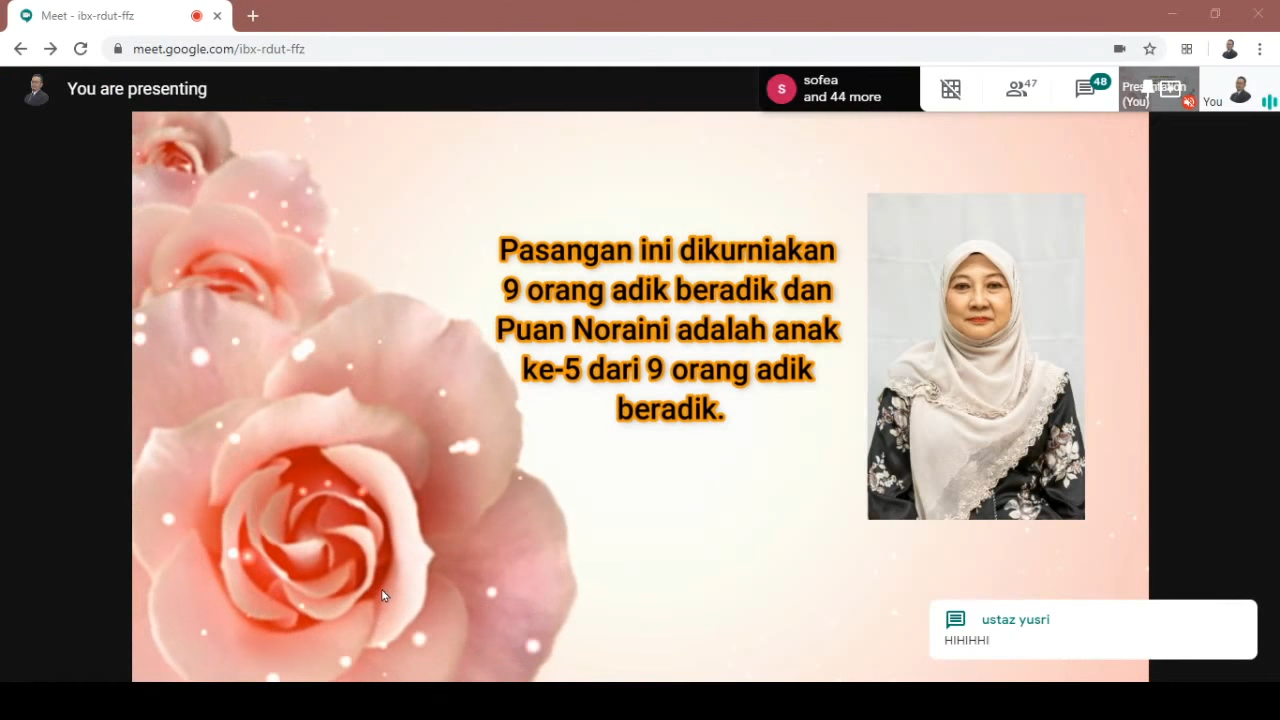 Meet - ibx-rdut-ffz
meet.google.com/ibx-rdut-ffz
You are presenting
S
sofea
and 44 more
47
48
Presentation
(You)
You
Pasangan ini dikurniakan
9 orang adik beradik dan
Puan Noraini adalah anak
ke-5 dari 9 orang adik
beradik.
ustaz yusri
HIHIHHI